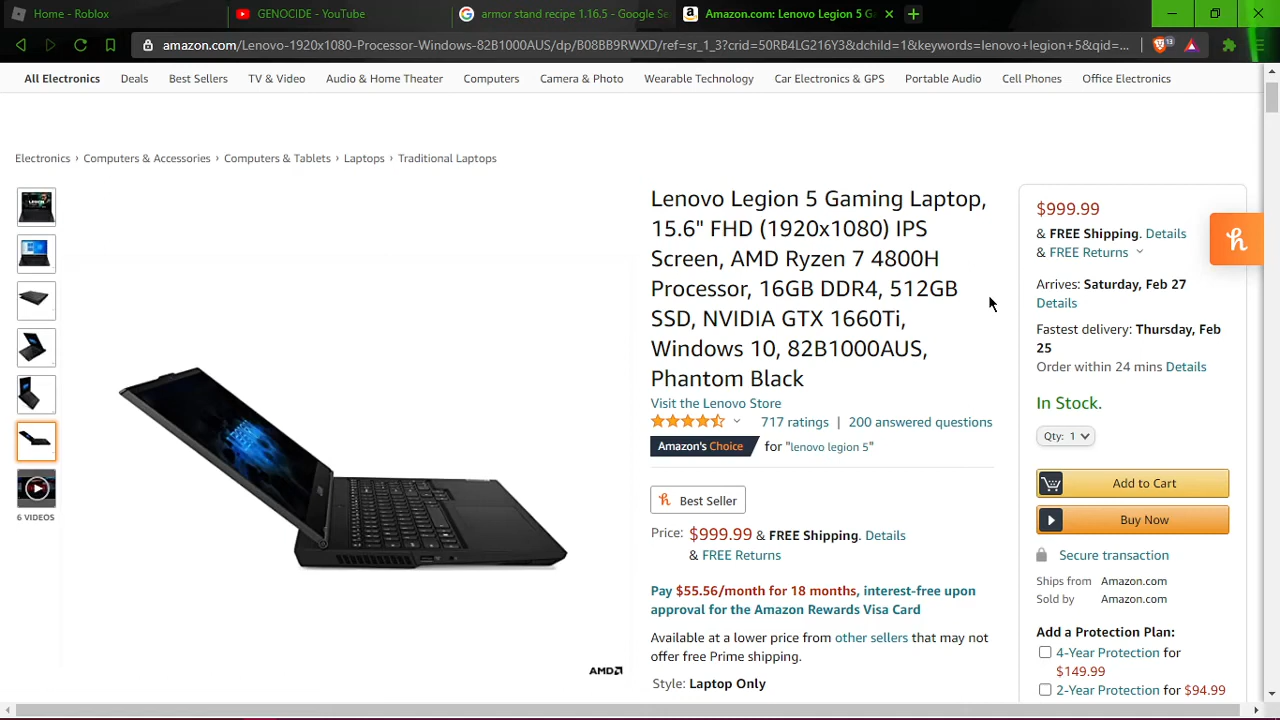 Home - Roblox
GENOCIDE - YouTube
armor stand recipe 1.16.5 - Google Se
Amazon.com: Lenovo Legion 5 G
amazon.com/Lenovo-1920x1080-Processor-Windows-82B1000AUS/dp/B08BB9RWXD/ref=sr_1_3?crid=50RB4LG216Y3&dchild=1&keywords=lenovo+legion+5&qid=...
13
All Electronics Deals Best Sellers TV & Video Audio & Home Theater Computers Camera & Photo Wearable Technology Car Electronics & GPS Portable Audio Cell Phones Office Electronics
Electronics › Computers & Accessories › Computers & Tablets › Laptops › Traditional Laptops
6 VIDEOS
AMD
Lenovo Legion 5 Gaming Laptop,
15.6" FHD (1920x1080) IPS
Screen, AMD Ryzen 7 4800H
Processor, 16GB DDR4, 512GB
SSD, NVIDIA GTX 1660Ti,
Windows 10, 82B1000AUS,
Phantom Black
Visit the Lenovo Store
717 ratings | 200 answered questions
Amazon's Choice for "lenovo legion 5"
Best Seller
Price: $999.99 & FREE Shipping. Details
& FREE Returns
Pay $55.56/month for 18 months, interest-free upon
approval for the Amazon Rewards Visa Card
Available at a lower price from other sellers that may not
offer free Prime shipping.
Style: Laptop Only
$999.99
& FREE Shipping. Details
& FREE Returns
Arrives: Saturday, Feb 27
Details
Fastest delivery: Thursday, Feb
25
Order within 24 mins Details
In Stock.
Qty: 1
Add to Cart
Buy Now
Secure transaction
Ships from Amazon.com
Sold by Amazon.com
Add a Protection Plan:
4-Year Protection for
$149.99
2-Year Protection for $94.99